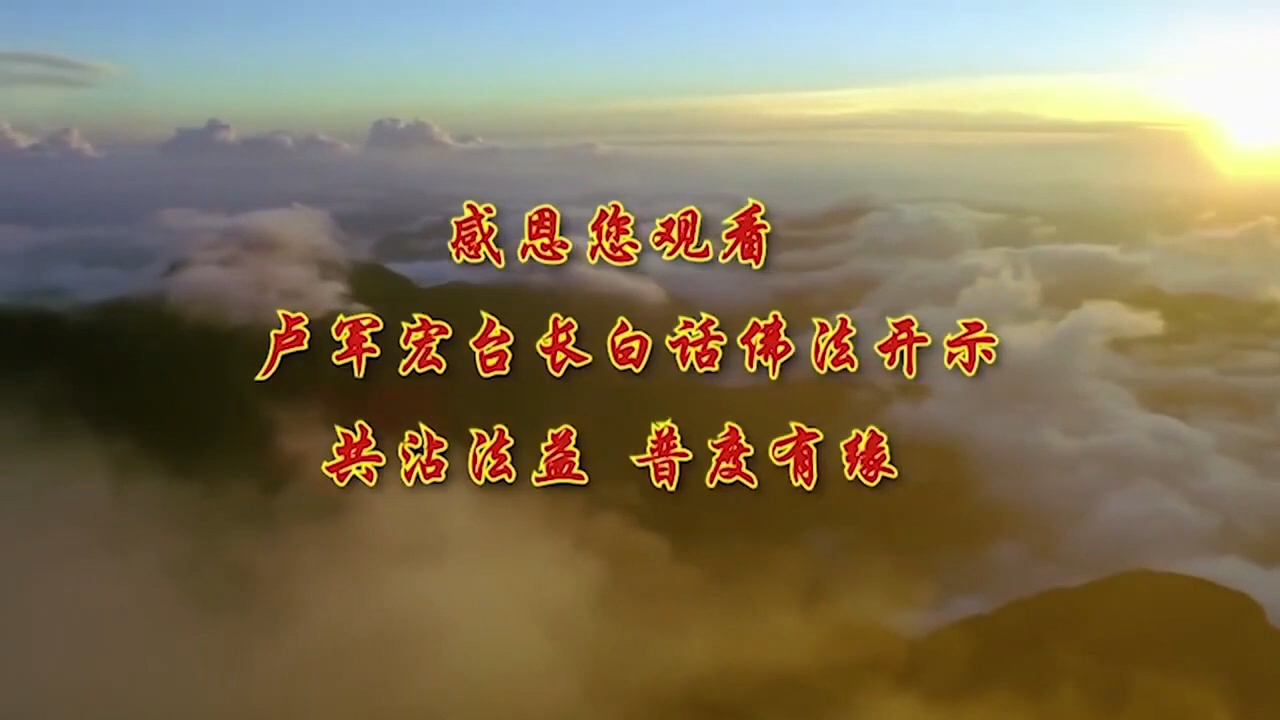 感恩您观看
卢军宏台长白话佛法开示
共沾法益 普度有缘